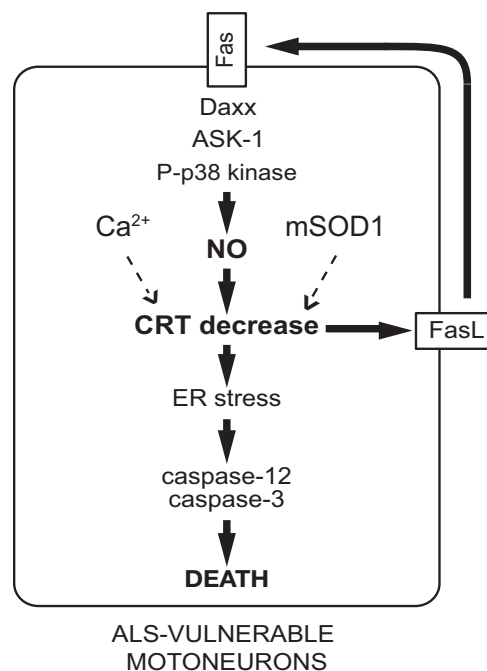 Fas
Daxx
ASK-1
P-p38 kinase
Ca²⁺
NO
mSOD1
CRT decrease
FasL
ER stress
caspase-12
caspase-3
DEATH
ALS-VULNERABLE
MOTONEURONS